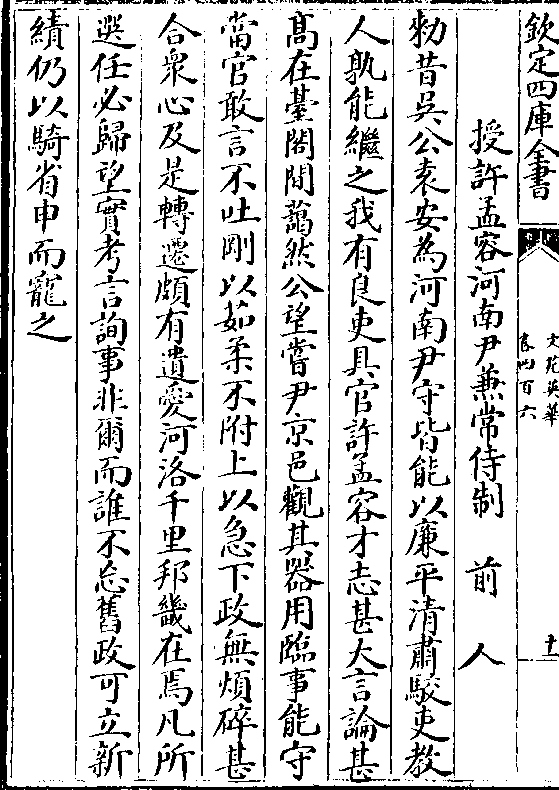 欽定四庫全書
文苑英華
卷四百六
十一
授許孟容河南尹兼常侍制 前人
勅昔吳公袁安為河南尹守皆能以廉平清肅駮吏教
人孰能繼之我有良吏具官許孟容才志甚大言論甚
高在臺閣間藹然公望嘗尹京邑觀其器用臨事能守
當官敢言不吐剛以茹柔不附上以急下政無煩碎甚
合衆心及是轉遷頗有遺愛河洛千里邦畿在焉凡所
選任必歸望實考言詢事非爾而誰不忘舊政可立新
績仍以騎省申而寵之